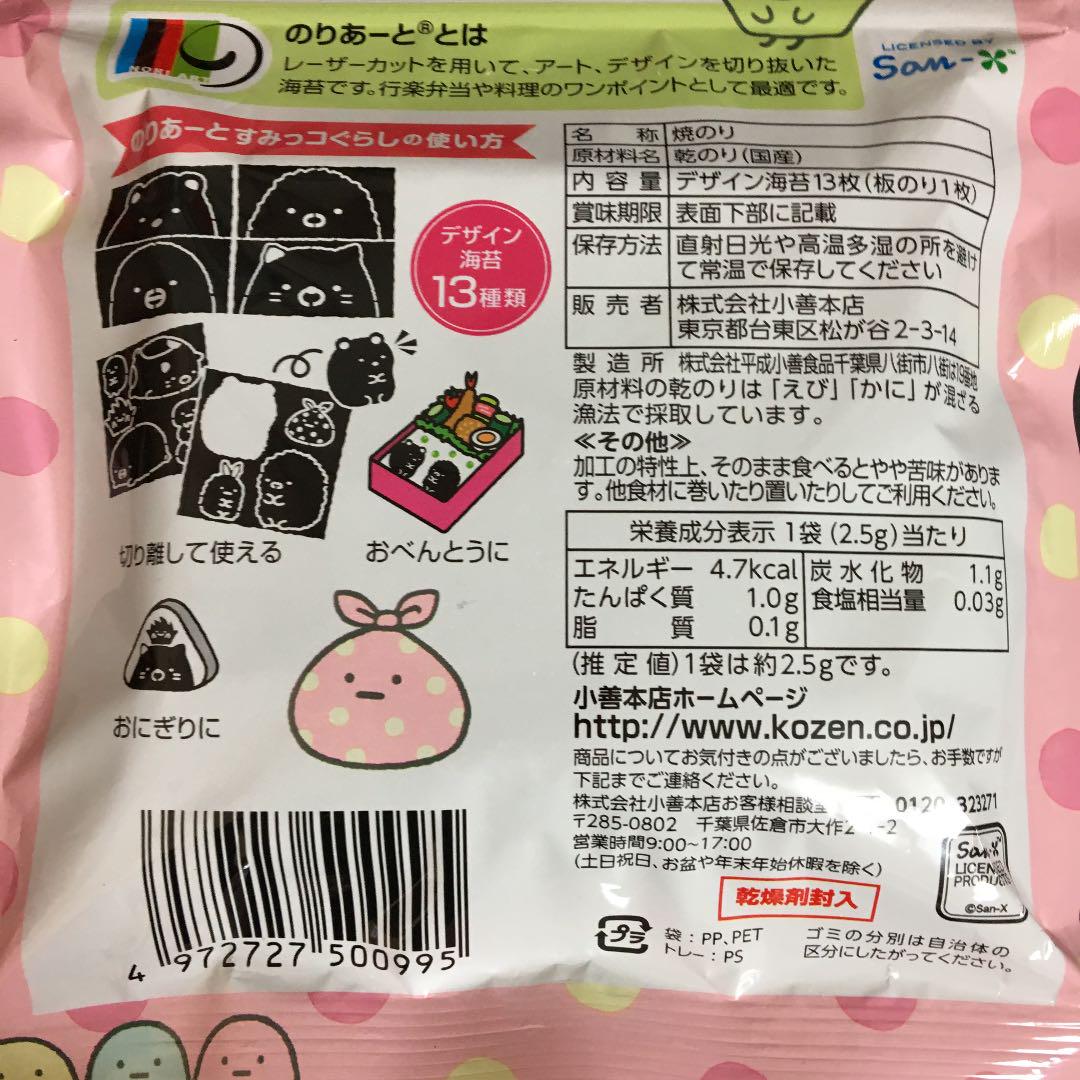 NORI ART
のりあーと®とは
レーザーカットを用いて、アート、デザインを切り抜いた
海苔です。行楽弁当や料理のワンポイントとして最適です。
LICENSED BY
San-X
のりあーとすみっコぐらしの使い方
デザイン
海苔
13種類
切り離して使える
おべんとうに
おにぎりに
名 称 焼のり
原材料名 乾のり(国産)
内容量 デザイン海苔13枚(板のり1枚)
賞味期限 表面下部に記載
保存方法 直射日光や高温多湿の所を避け
て常温で保存してください
販売者 株式会社小善本店
東京都台東区松が谷2-3-14
製造所 株式会社平成小善食品千葉県八街市八街は19番地
原材料の乾のりは「えび」「かに」が混ざる
漁法で採取しています。
≪その他≫
加工の特性上、そのまま食べるとやや苦味がありま
す。他食材に巻いたり置いたりしてご利用ください。
栄養成分表示 1袋(2.5g)当たり
エネルギー 4.7kcal 炭水化物 1.1g
たんぱく質 1.0g 食塩相当量 0.03g
脂質 0.1g
(推定値)1袋は約2.5gです。
小善本店ホームページ
http://www.kozen.co.jp/
商品についてお気付きの点がございましたら、お手数ですが
下記までご連絡ください。
株式会社小善本店お客様相談室 0120 323271
〒285-0802 千葉県佐倉市大作
営業時間9:00~17:00
(土日祝日、お盆や年末年始休暇を除く)
San-X
LICENSED
PRODUCTS
©San-X
乾燥剤封入
プラ
袋:PP、PET
トレー:PS
ゴミの分別は自治体の
区分にしたがってください。
4 972727 500995